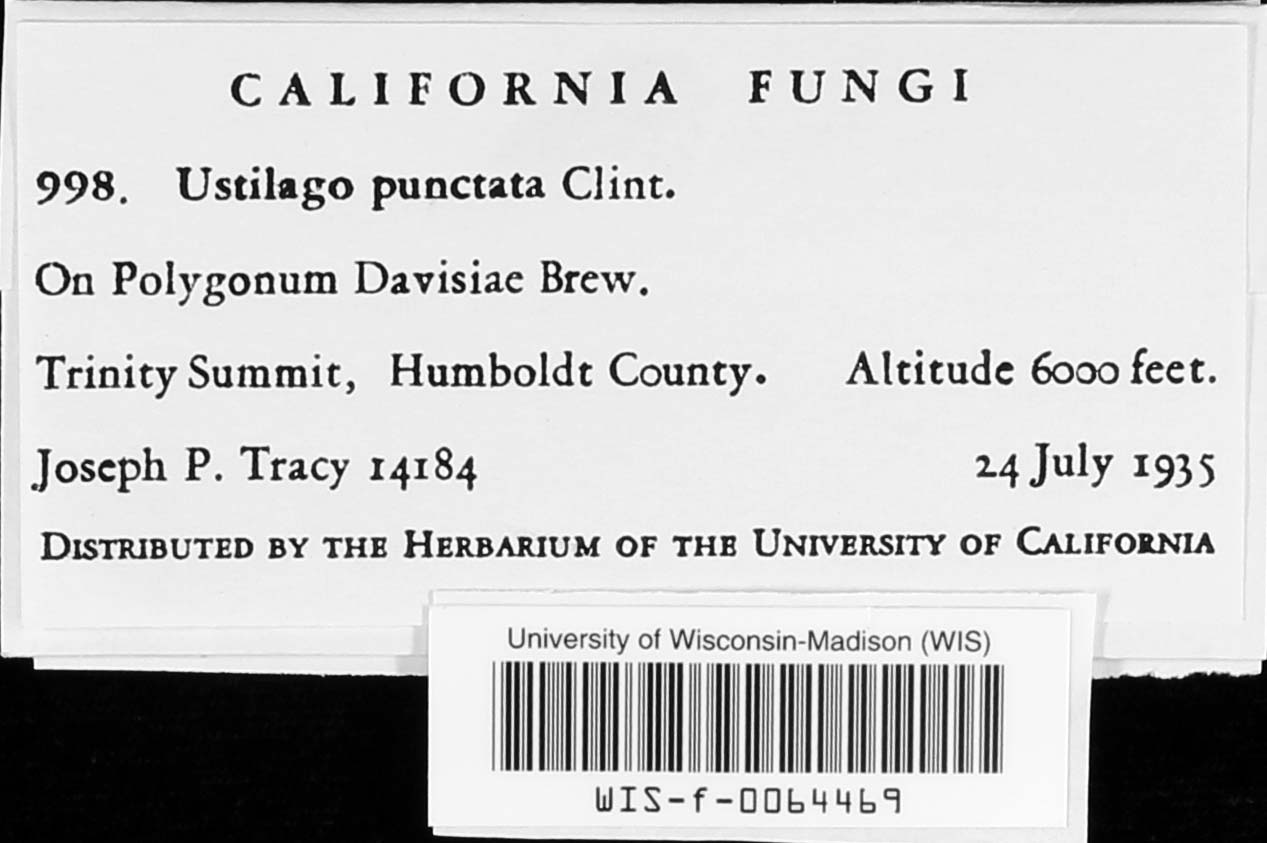 CALIFORNIA FUNGI
998. Ustilago punctata Clint.
On Polygonum Davisiae Brew.
Trinity Summit, Humboldt County. Altitude 6000 feet.
Joseph P. Tracy 14184 24 July 1935
DISTRIBUTED BY THE HERBARIUM OF THE UNIVERSITY OF CALIFORNIA
University of Wisconsin-Madison (WIS)
WIS-f-0064469